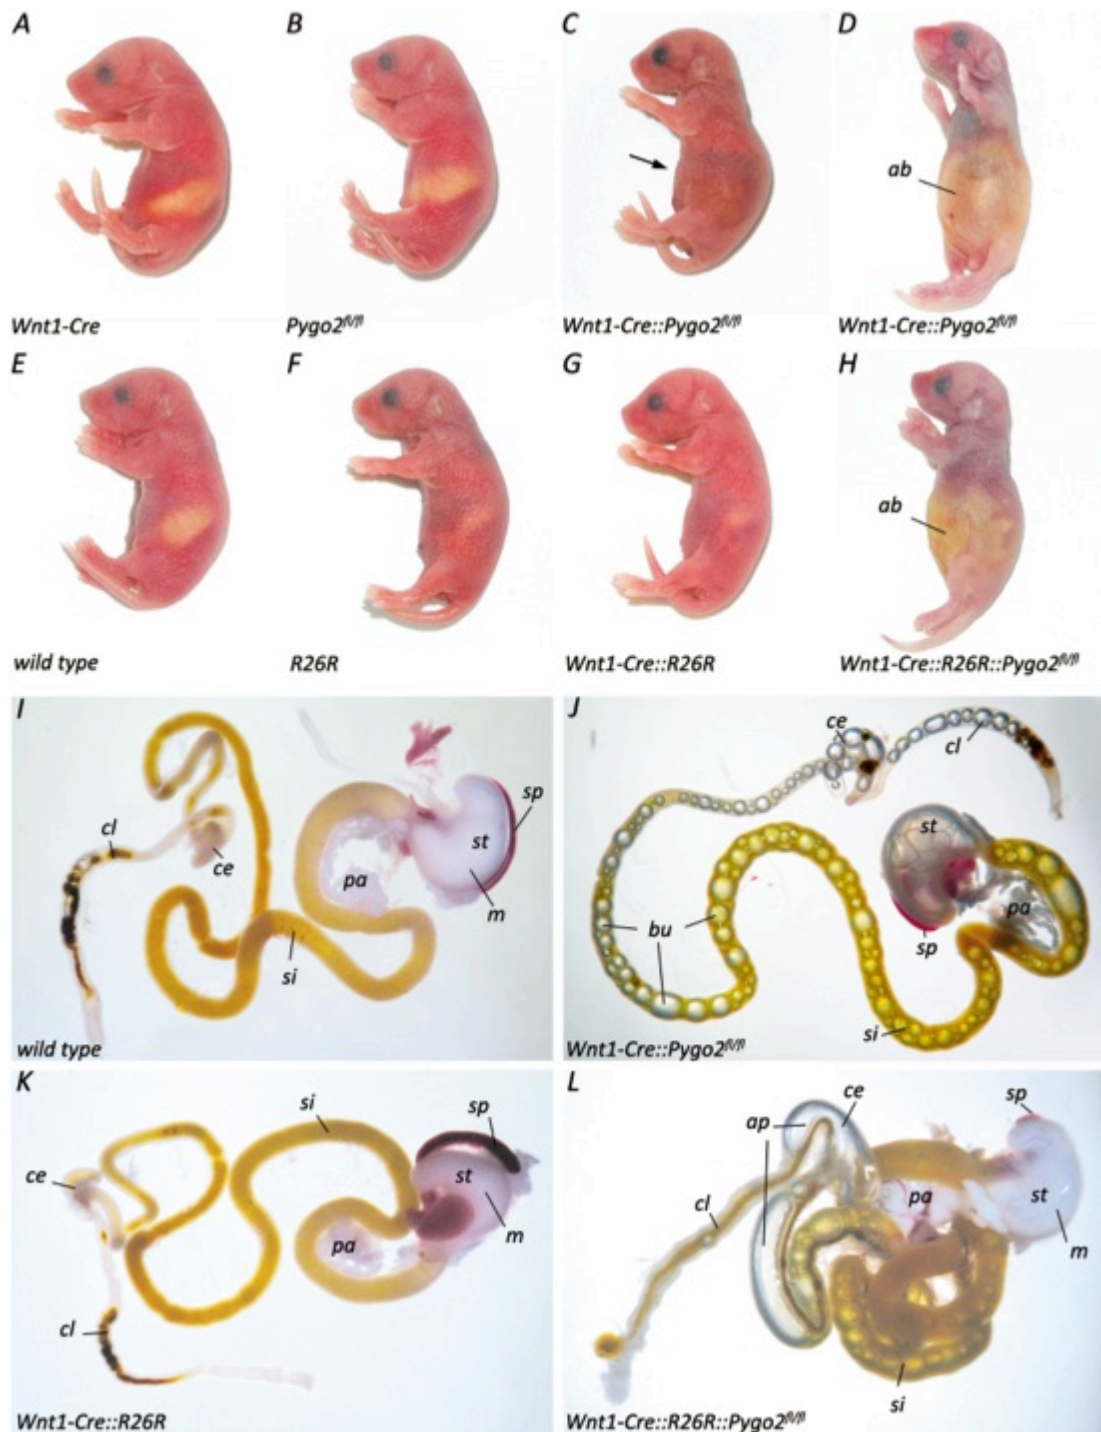 A
B
C
D
ab
Wnt1-Cre
Pygo2fl/fl
Wnt1-Cre::Pygo2fl/fl
Wnt1-Cre::Pygo2fl/fl
E
F
G
H
ab
wild type
R26R
Wnt1-Cre::R26R
Wnt1-Cre::R26R::Pygo2fl/fl
I
cl
ce
pa
st
sp
m
si
wild type
J
ce
cl
st
pa
sp
bu
si
Wnt1-Cre::Pygo2fl/fl
K
si
sp
ce
st
pa
m
cl
Wnt1-Cre::R26R
L
sp
ce
ap
pa
st
cl
m
si
Wnt1-Cre::R26R::Pygo2fl/fl